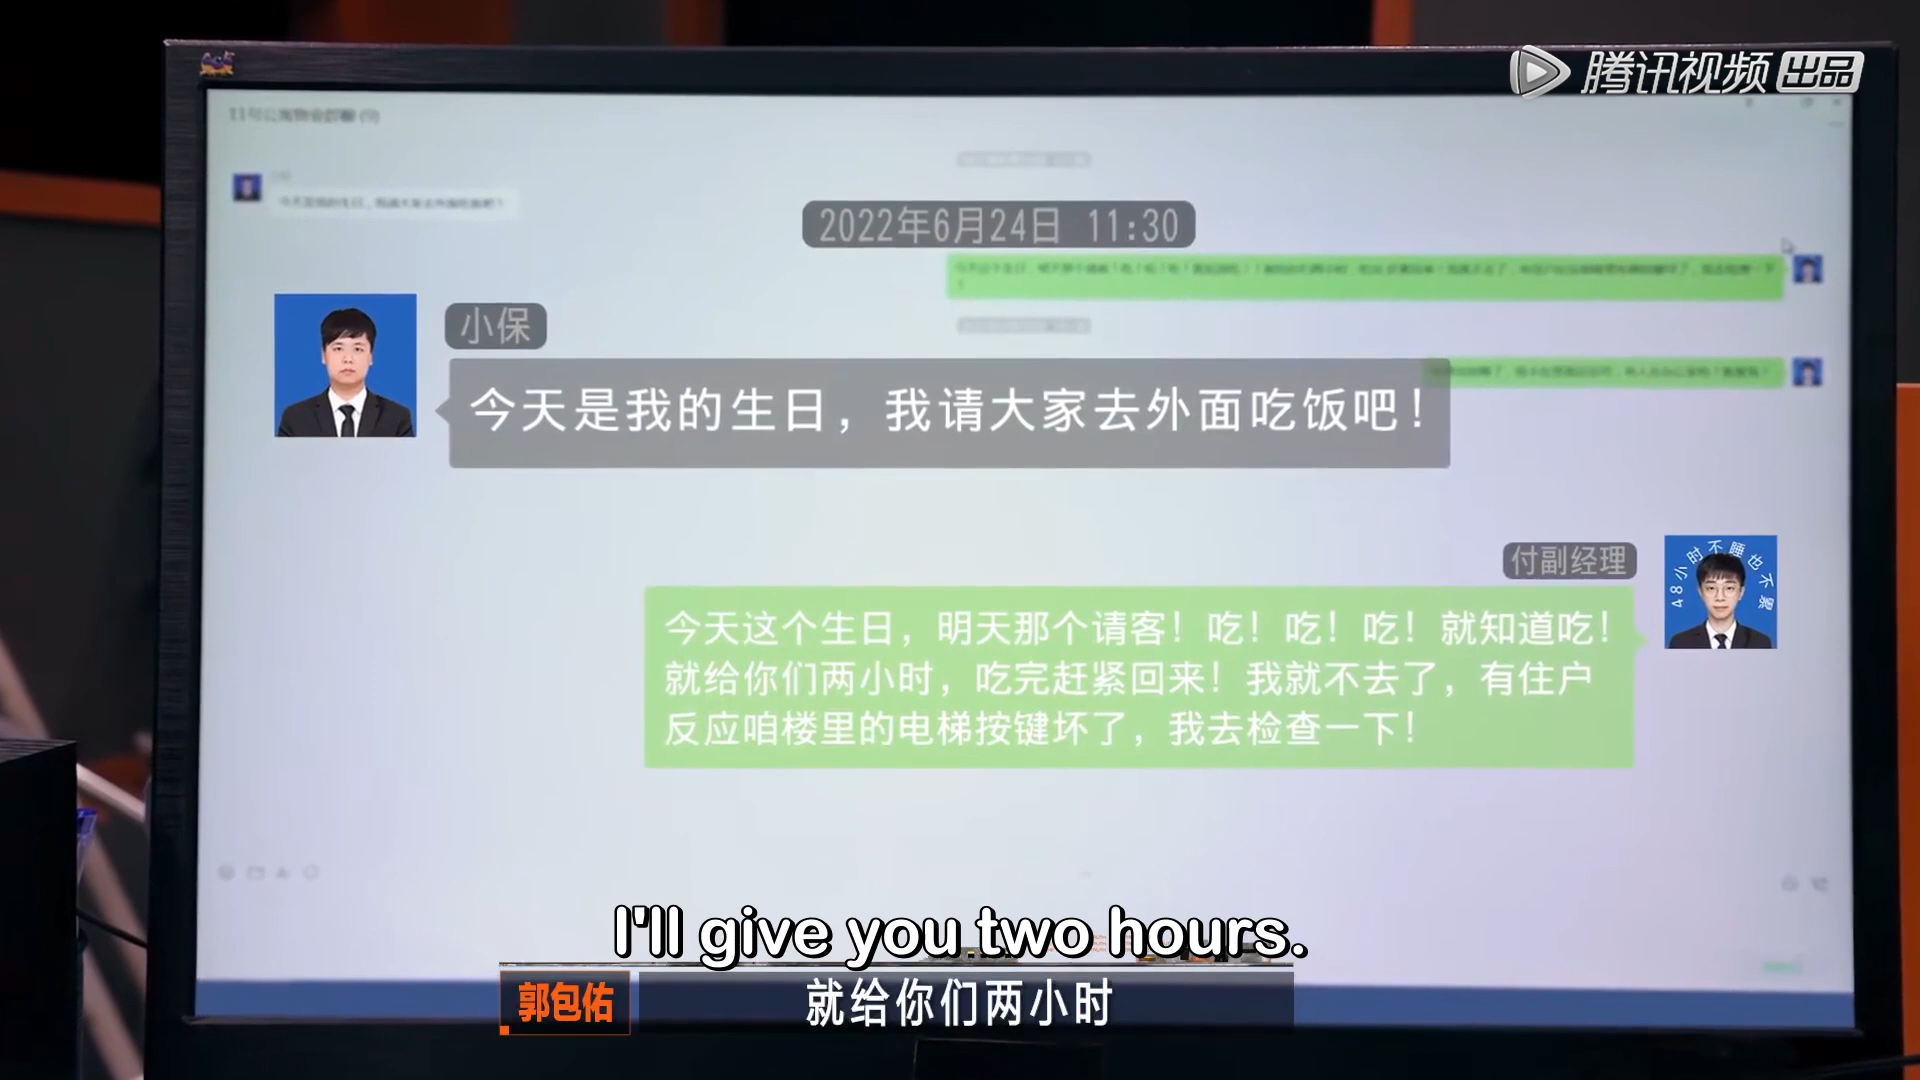 腾讯视频 出品
2022年6月24日 11:30
小保
今天是我的生日，我请大家去外面吃饭吧！
付副经理
48小时不睡也不累
今天这个生日，明天那个请客！吃！吃！吃！就知道吃！
就给你们两小时，吃完赶紧回来！我就不去了，有住户
反应咱楼里的电梯按键坏了，我去检查一下！
I'll give you two hours.
郭包佑
就给你们两小时